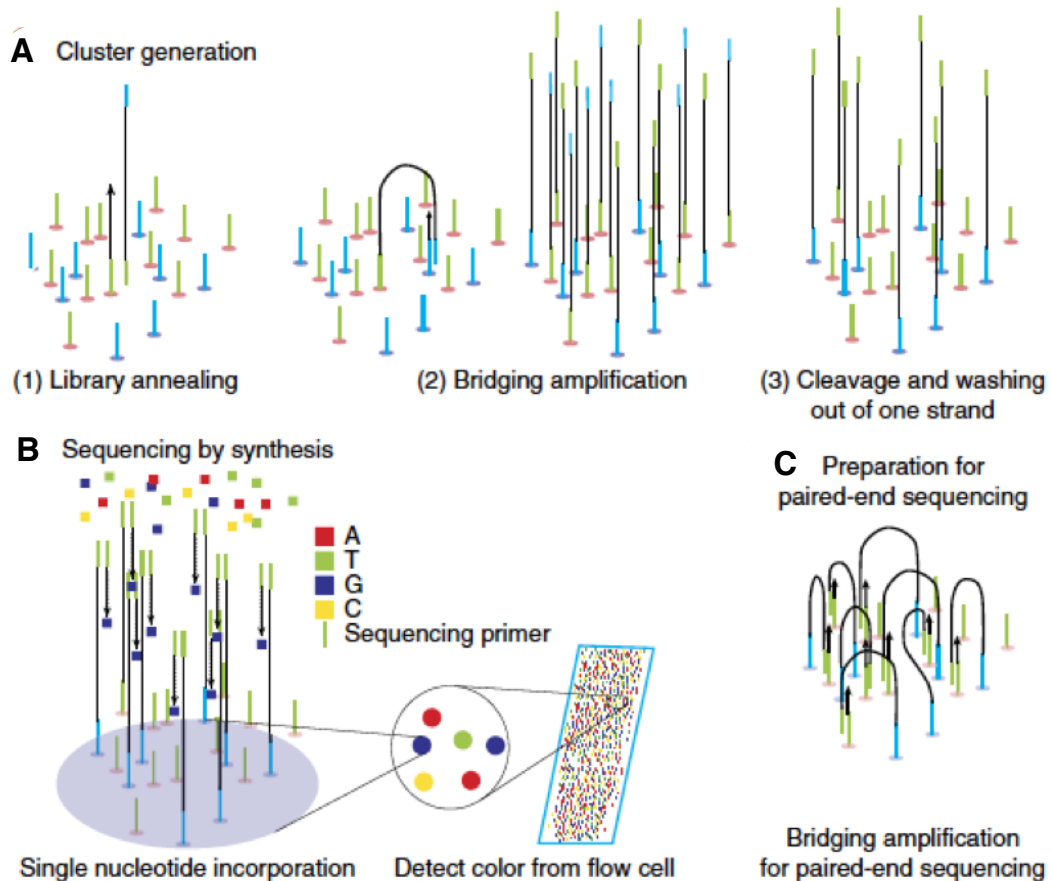 A Cluster generation
(1) Library annealing
(2) Bridging amplification
(3) Cleavage and washing
out of one strand
B Sequencing by synthesis
A
T
G
C
Sequencing primer
Single nucleotide incorporation
Detect color from flow cell
C Preparation for
paired-end sequencing
Bridging amplification
for paired-end sequencing